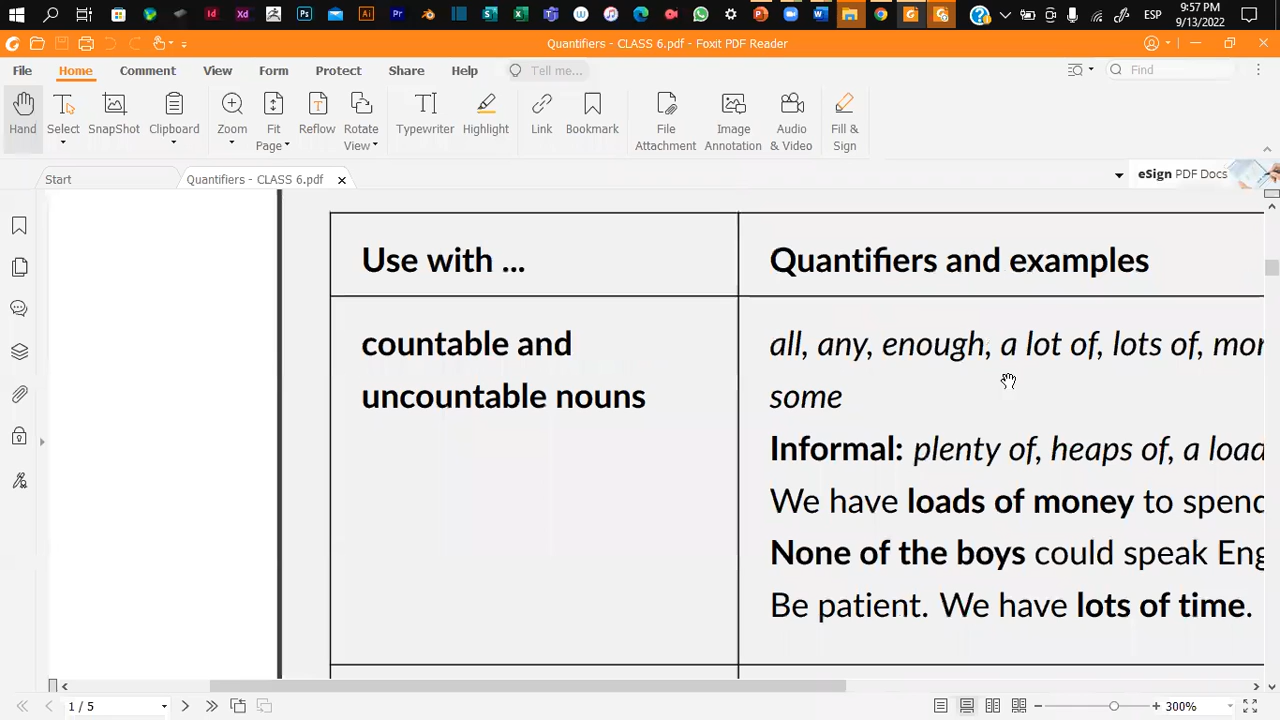 ESP
9:57 PM
9/13/2022
Quantifiers - CLASS 6.pdf - Foxit PDF Reader
File Home Comment View Form Protect Share Help Tell me... Find
Hand Select SnapShot Clipboard Zoom Fit Page Reflow Rotate View Typewriter Highlight Link Bookmark File Attachment Image Annotation Audio & Video Fill & Sign
Start Quantifiers - CLASS 6.pdf eSign PDF Docs
Use with ... Quantifiers and examples
countable and all, any, enough, a lot of, lots of, mor
uncountable nouns some
Informal: plenty of, heaps of, a load
We have loads of money to spend
None of the boys could speak Eng
Be patient. We have lots of time.
1 / 5 300%